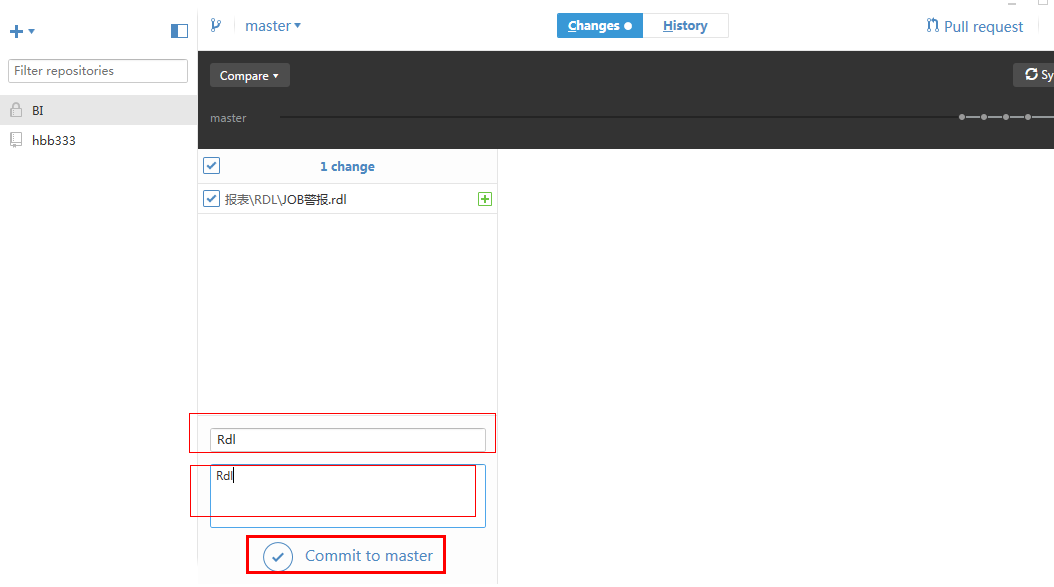 master
Changes
History
Pull request
Filter repositories
Compare
Sy
BI
master
hbb333
1 change
报表\RDL\JOB警报.rdl
Rdl
Rdl
Commit to master